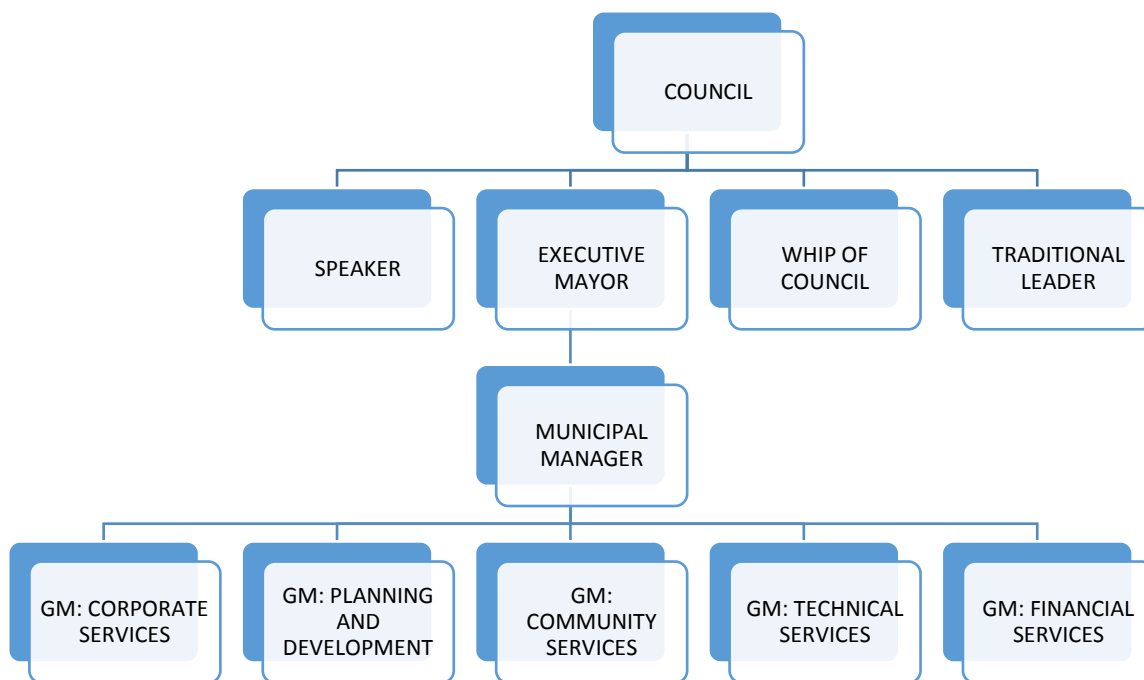 COUNCIL
SPEAKER
EXECUTIVE
MAYOR
WHIP OF
COUNCIL
TRADITIONAL
LEADER
MUNICIPAL
MANAGER
GM: CORPORATE
SERVICES
GM: PLANNING
AND
DEVELOPMENT
GM:
COMMUNITY
SERVICES
GM: TECHNICAL
SERVICES
GM: FINANCIAL
SERVICES